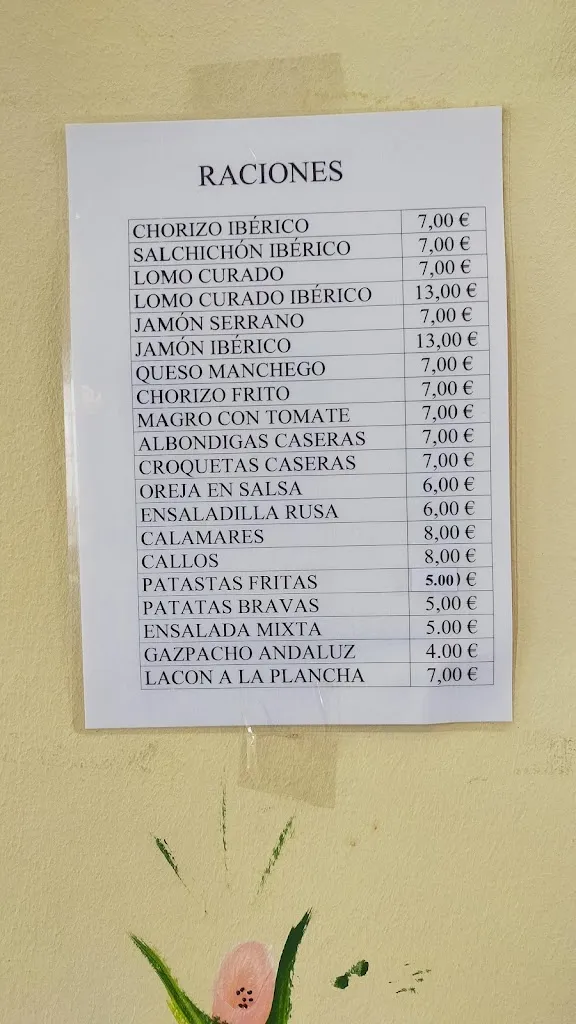 RACIONES
CHORIZO IBÉRICO 7,00 €
SALCHICHÓN IBÉRICO 7,00 €
LOMO CURADO 7,00 €
LOMO CURADO IBÉRICO 13,00 €
JAMÓN SERRANO 7,00 €
JAMÓN IBÉRICO 13,00 €
QUESO MANCHEGO 7,00 €
CHORIZO FRITO 7,00 €
MAGRO CON TOMATE 7,00 €
ALBONDIGAS CASERAS 7,00 €
CROQUETAS CASERAS 7,00 €
OREJA EN SALSA 6,00 €
ENSALADILLA RUSA 6,00 €
CALAMARES 8,00 €
CALLOS 8,00 €
PATASTAS FRITAS 5.00) €
PATATAS BRAVAS 5,00 €
ENSALADA MIXTA 5.00 €
GAZPACHO ANDALUZ 4.00 €
LACON A LA PLANCHA 7,00 €